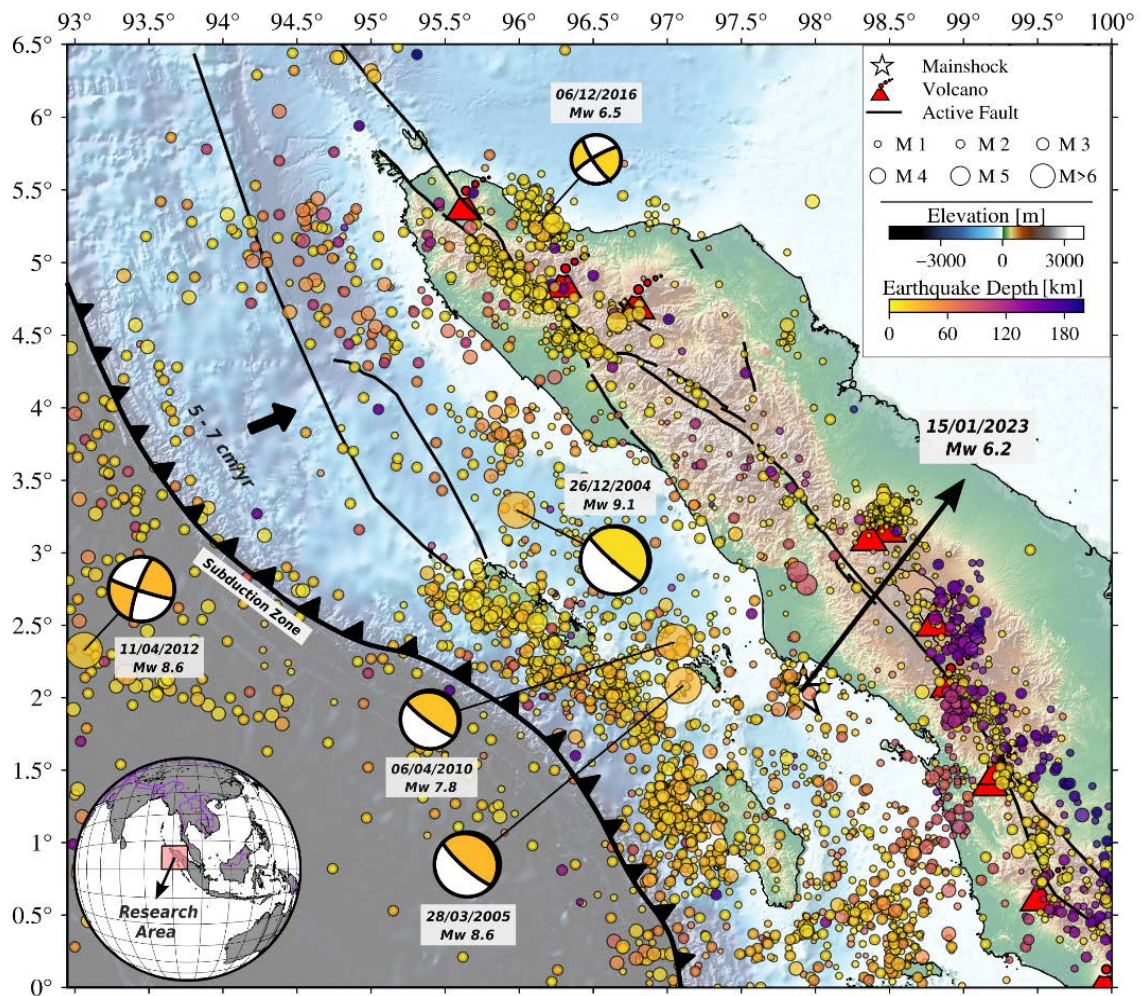 93° 93.5° 94° 94.5° 95° 95.5° 96° 96.5° 97° 97.5° 98° 98.5° 99° 99.5° 100°
6.5°
6°
5.5°
5°
4.5°
4°
3.5°
3°
2.5°
2°
1.5°
1°
0.5°
0°
Mainshock
Volcano
Active Fault
M 1 M 2 M 3
M 4 M 5 M>6
Elevation [m]
−3000 0 3000
Earthquake Depth [km]
0 60 120 180
06/12/2016
Mw 6.5
5 - 7 cm/yr
15/01/2023
Mw 6.2
26/12/2004
Mw 9.1
Subduction Zone
11/04/2012
Mw 8.6
06/04/2010
Mw 7.8
28/03/2005
Mw 8.6
Research
Area